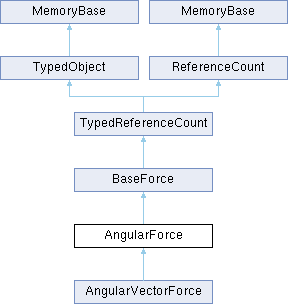 MemoryBase MemoryBase
TypedObject ReferenceCount
TypedReferenceCount
BaseForce
AngularForce
AngularVectorForce